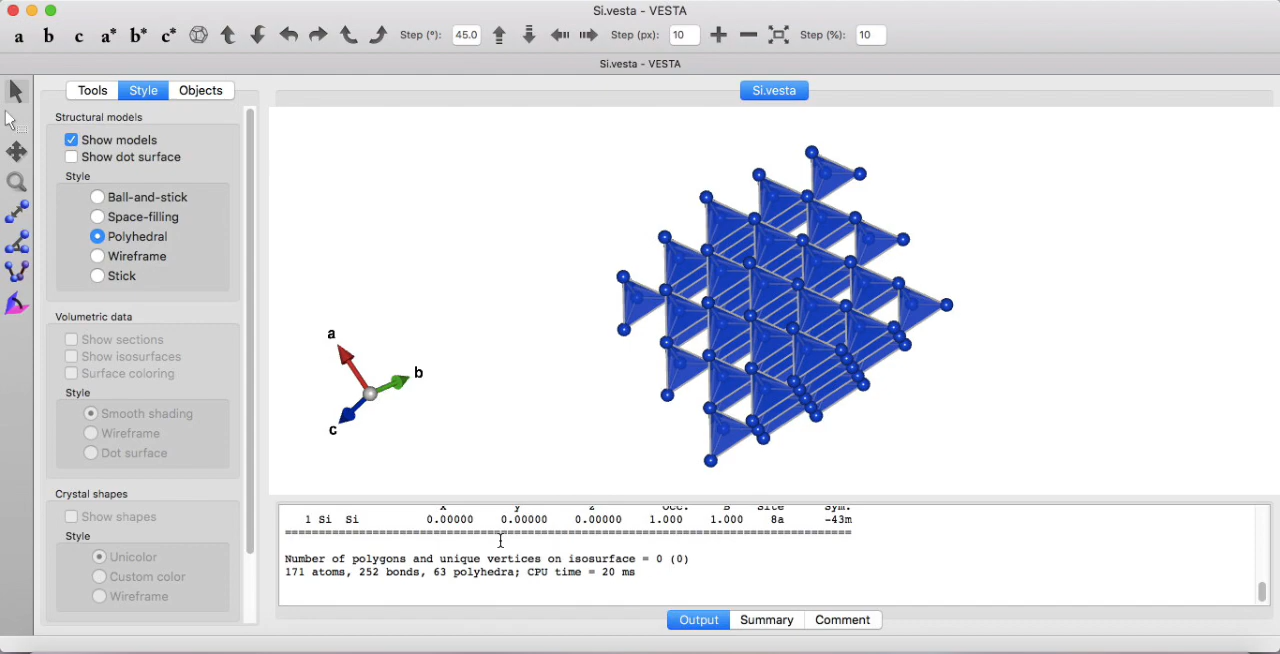 Si.vesta - VESTA
a b c a* b* c* Step (°): 45.0 Step (px): 10 Step (%): 10
Si.vesta - VESTA
Tools Style Objects
Si.vesta
Structural models
Show models
Show dot surface
Style
Ball-and-stick
Space-filling
Polyhedral
Wireframe
Stick
Volumetric data
Show sections
Show isosurfaces
Surface coloring
Style
Smooth shading
Wireframe
Dot surface
Crystal shapes
Show shapes
Style
Unicolor
Custom color
Wireframe
a
b
c
x y z Occ. B Site Sym.
1 Si Si 0.00000 0.00000 0.00000 1.000 1.000 8a -43m
===================================================================================
Number of polygons and unique vertices on isosurface = 0 (0)
171 atoms, 252 bonds, 63 polyhedra; CPU time = 20 ms
Output Summary Comment